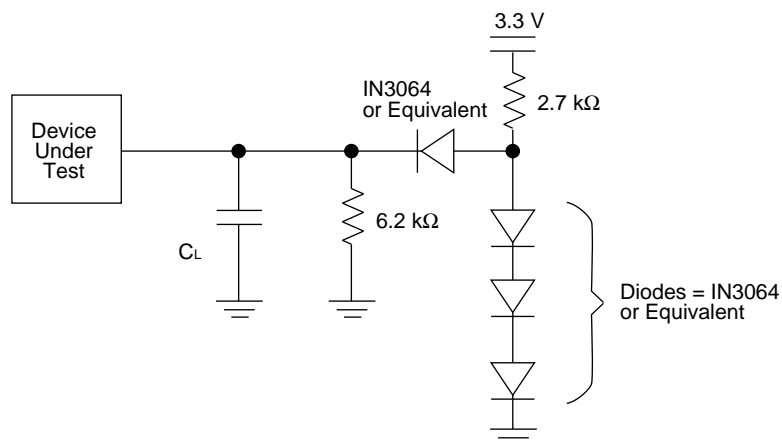 3.3 V
IN3064
or Equivalent
2.7 kΩ
Device
Under
Test
6.2 kΩ
CL
Diodes = IN3064
or Equivalent